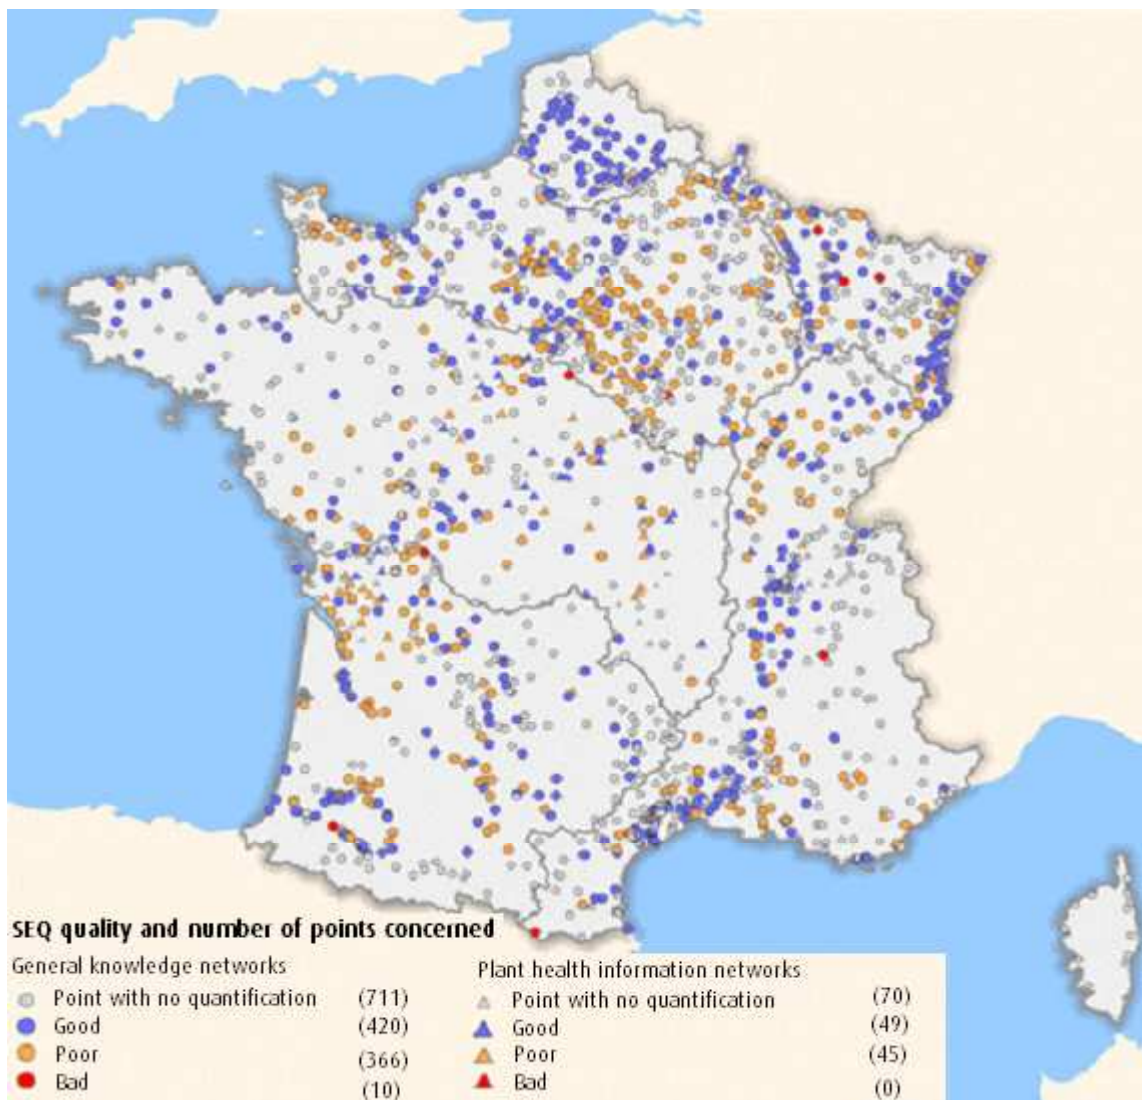 SEQ quality and number of points concerned
General knowledge networks
Point with no quantification (711)
Good (420)
Poor (366)
Bad (10)
Plant health information networks
Point with no quantification (70)
Good (49)
Poor (45)
Bad (0)